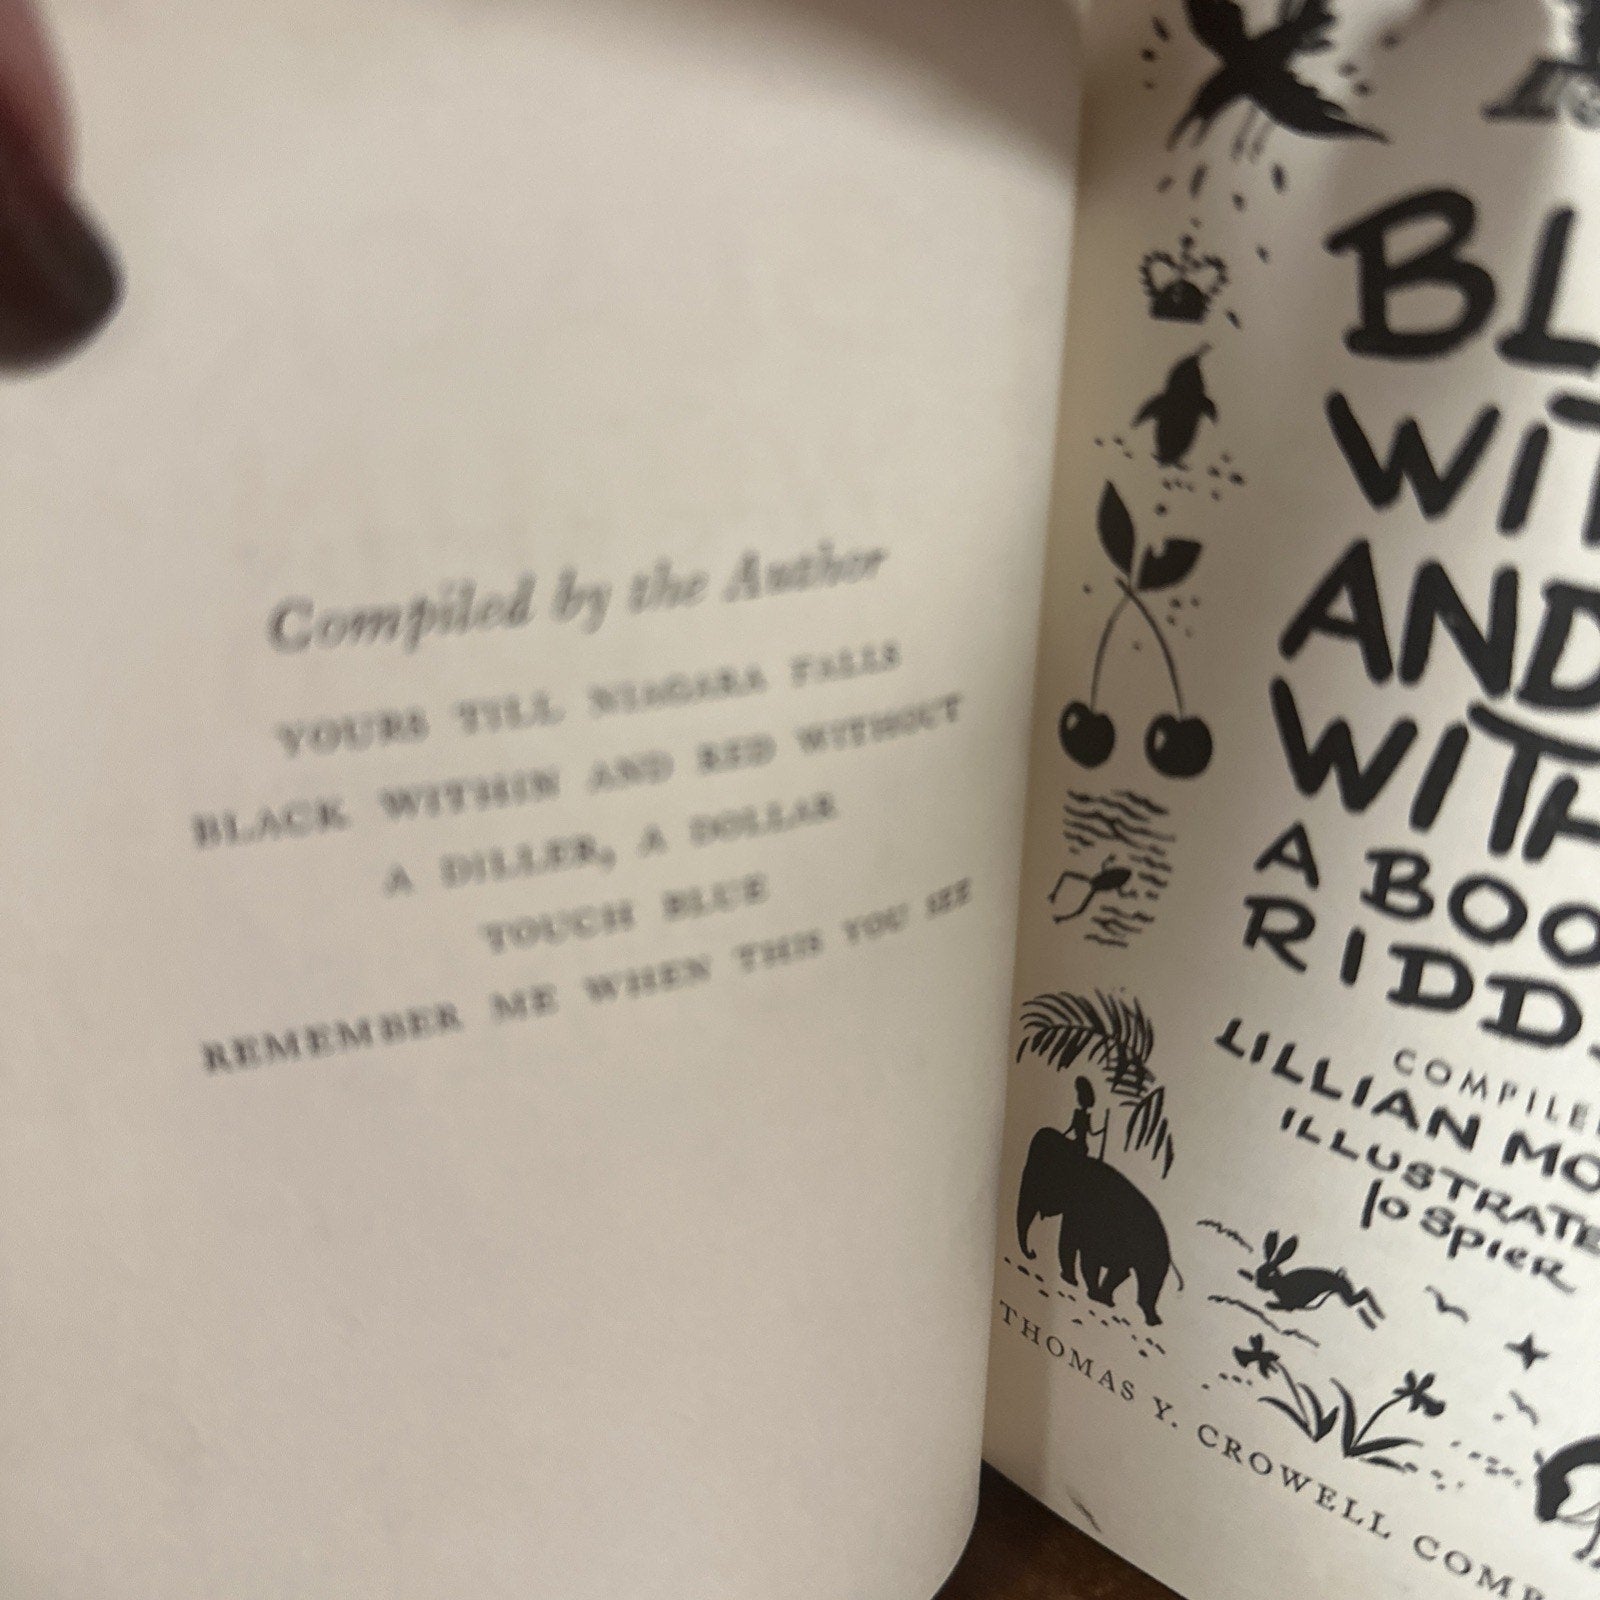 Compiled by the Author
YOURS TILL NIAGARA FALLS
BLACK WITHIN AND RED WITHOUT
A DILLER, A DOLLAR
TOUCH BLUE
REMEMBER ME WHEN THIS YOU SEE
BL
WIT
AND
WITH
A BOO
RIDD
COMPILE
LILLIAN MO
ILLUSTRATE
Jo Spier
THOMAS Y. CROWELL COMP